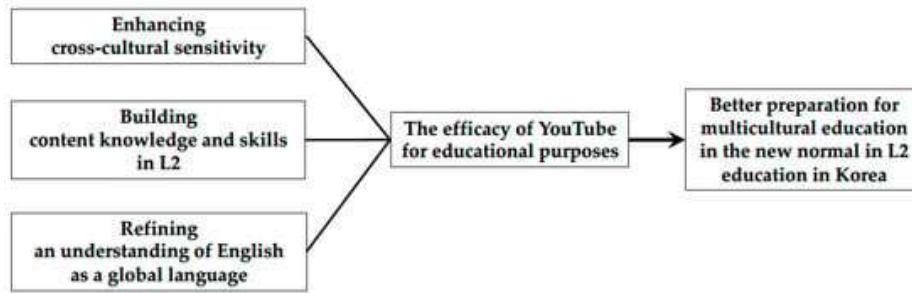 Enhancing
cross-cultural sensitivity
Building
content knowledge and skills
in L2
Refining
an understanding of English
as a global language
The efficacy of YouTube
for educational purposes
Better preparation for
multicultural education
in the new normal in L2
education in Korea